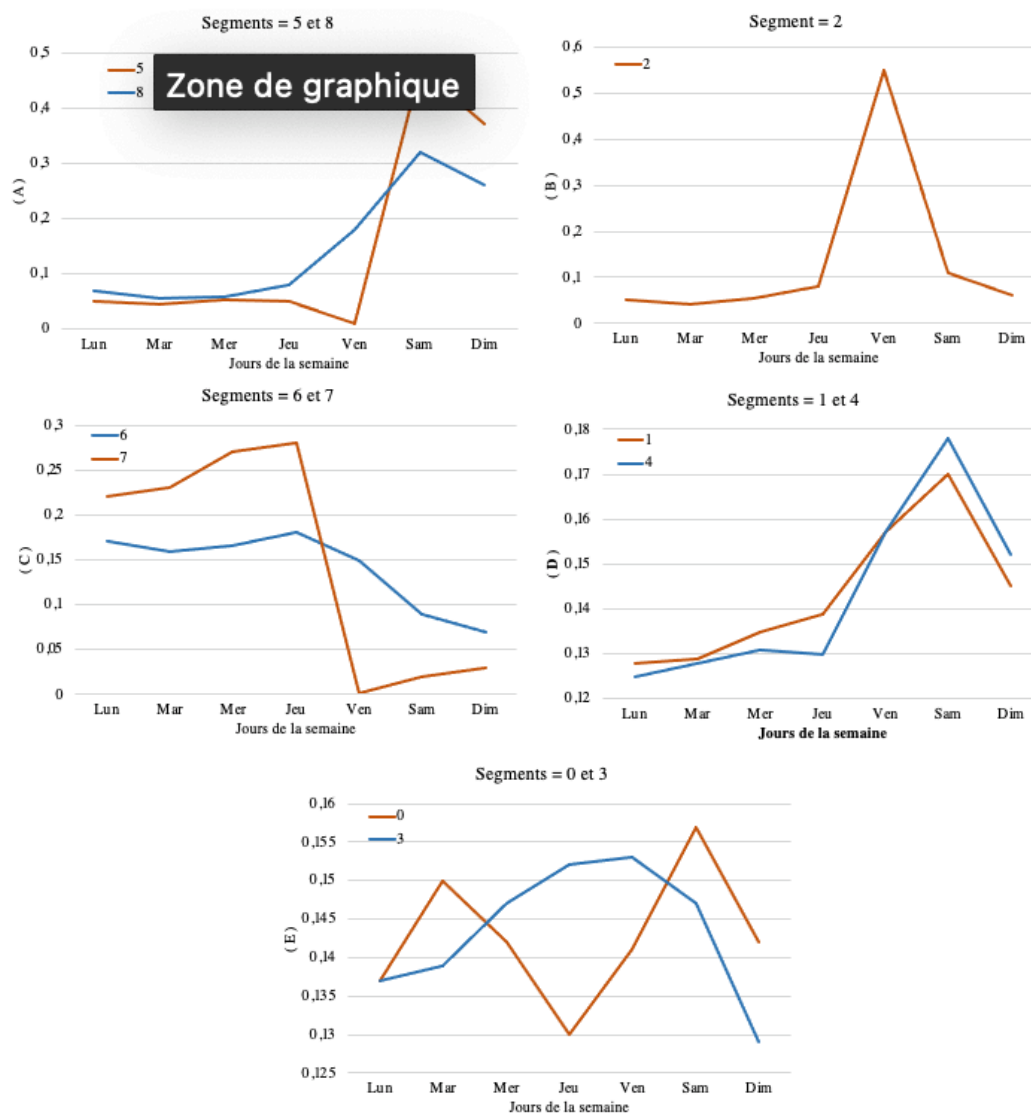 Segments = 5 et 8
0,5
0,4
0,3
0,2
0,1
0
5
8
Zone de graphique
(A)
Lun Mar Mer Jeu Ven Sam Dim
Jours de la semaine
Segments = 2
0,6
0,5
0,4
0,3
0,2
0,1
0
2
(B)
Lun Mar Mer Jeu Ven Sam Dim
Jours de la semaine
Segments = 6 et 7
0,3
0,25
0,2
0,15
0,1
0,05
0
6
7
(C)
Lun Mar Mer Jeu Ven Sam Dim
Jours de la semaine
Segments = 1 et 4
0,18
0,17
0,16
0,15
0,14
0,13
0,12
1
4
(D)
Lun Mar Mer Jeu Ven Sam Dim
Jours de la semaine
Segments = 0 et 3
0,16
0,155
0,15
0,145
0,14
0,135
0,13
0,125
0
3
(E)
Lun Mar Mer Jeu Ven Sam Dim
Jours de la semaine